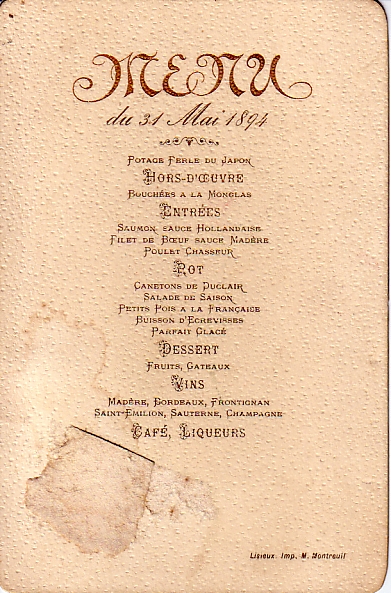 MENU
du 31 Mai 1894
Potage Perle du Japon
Hors-d'œuvre
Bouchées a la Monglas
Entrées
Saumon sauce Hollandaise
Filet de Bœuf sauce Madère
Poulet Chasseur
Rot
Canetons de Duclair
Salade de Saison
Petits Pois a la Française
Buisson d'Ecrevisses
Parfait Glacé
Dessert
Fruits, Gateaux
Vins
Madère, Bordeaux, Frontignan
Saint-Emilion, Sauterne, Champagne
Café, Liqueurs
Lisieux. Imp. M. Montreuil